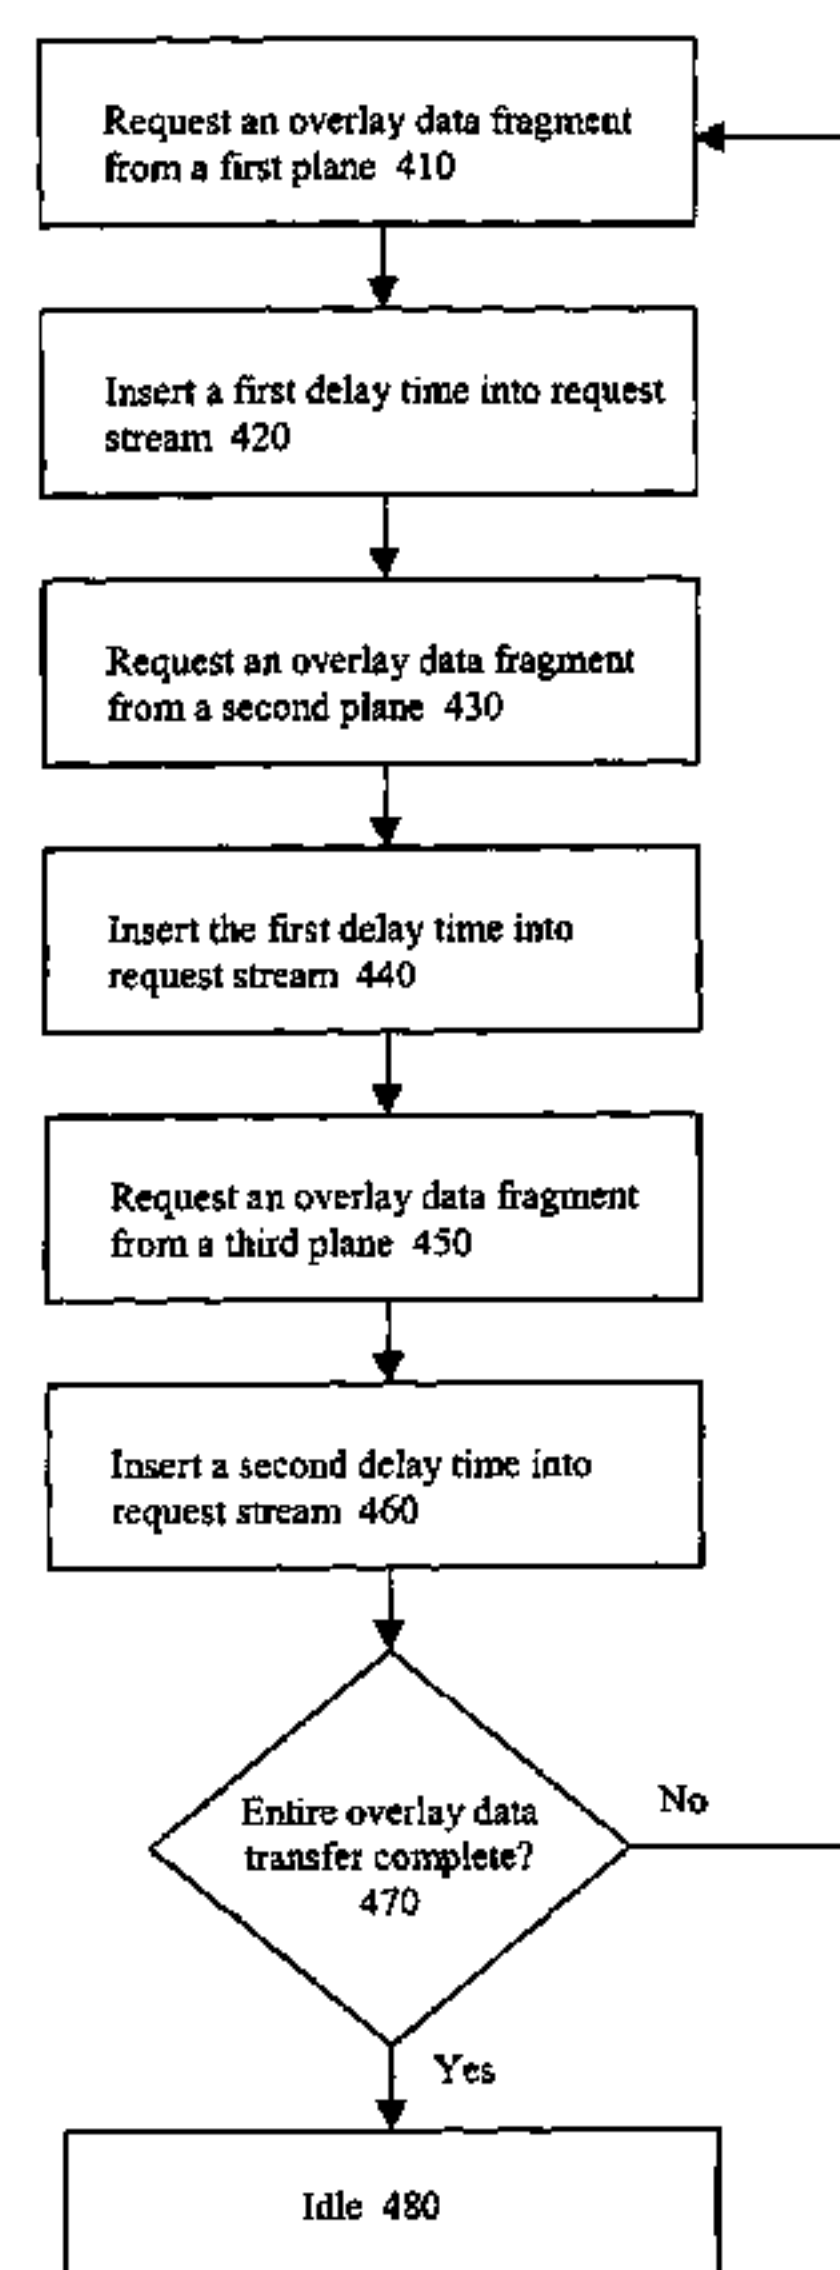 Request an overlay data fragment
from a first plane 410
Insert a first delay time into request
stream 420
Request an overlay data fragment
from a second plane 430
Insert the first delay time into
request stream 440
Request an overlay data fragment
from a third plane 450
Insert a second delay time into
request stream 460
Entire overlay data
transfer complete?
470
No
Yes
Idle 480